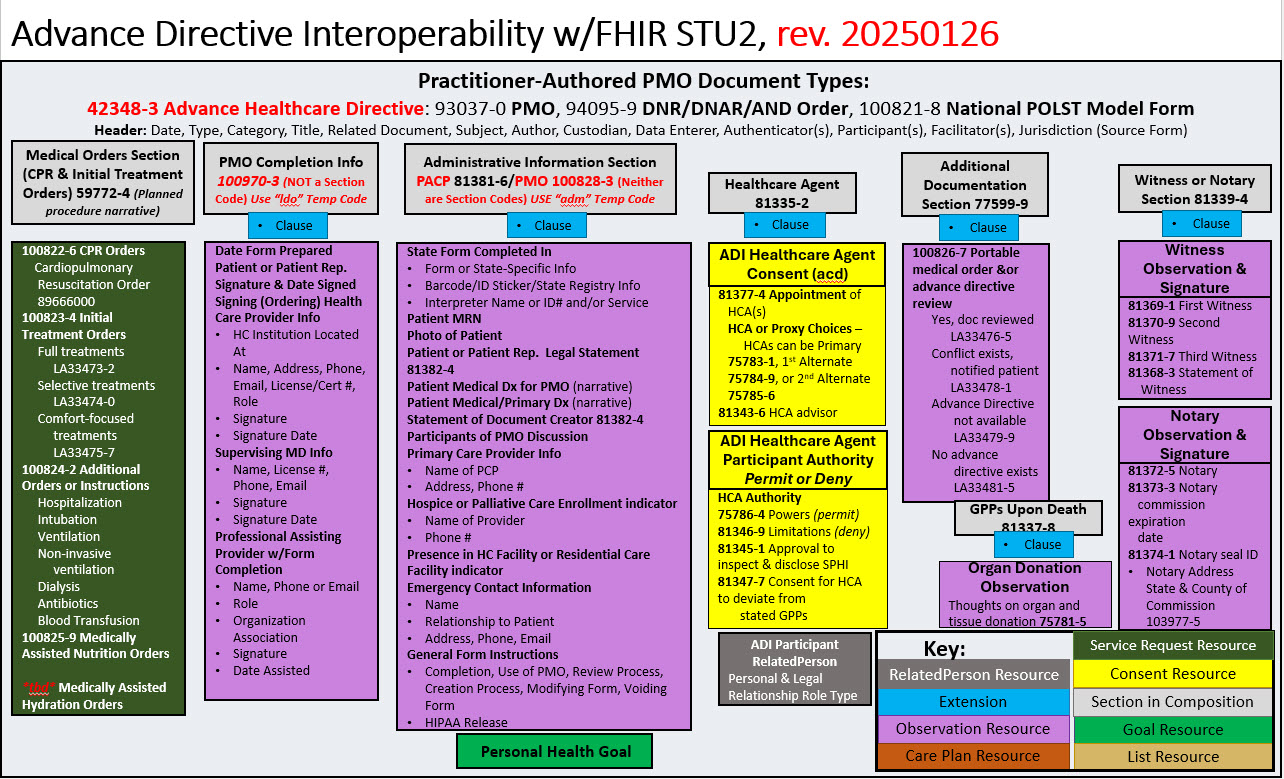 Advance Directive Interoperability w/FHIR STU2, rev. 20250126
Practitioner-Authored PMO Document Types:
42348-3 Advance Healthcare Directive: 93037-0 PMO, 94095-9 DNR/DNAR/AND Order, 100821-8 National POLST Model Form
Header: Date, Type, Category, Title, Related Document, Subject, Author, Custodian, Data Enterer, Authenticator(s), Participant(s), Facilitator(s), Jurisdiction (Source Form)
Medical Orders Section
(CPR & Initial Treatment
Orders) 59772-4 (Planned
procedure narrative)
100822-6 CPR Orders
Cardiopulmonary
Resuscitation Order
89666000
100823-4 Initial
Treatment Orders
Full treatments
LA33473-2
Selective treatments
LA33474-0
Comfort-focused
treatments
LA33475-7
100824-2 Additional
Orders or Instructions
Hospitalization
Intubation
Ventilation
Non-invasive
ventilation
Dialysis
Antibiotics
Blood Transfusion
100825-9 Medically
Assisted Nutrition Orders
"tbd" Medically Assisted
Hydration Orders
PMO Completion Info
100970-3 (NOT a Section
Code) Use “ldo” Temp Code
• Clause
Date Form Prepared
Patient or Patient Rep.
Signature & Date Signed
Signing (Ordering) Health
Care Provider Info
• HC Institution Located
At
• Name, Address, Phone,
Email, License/Cert #,
Role
• Signature
• Signature Date
Supervising MD Info
• Name, License #,
Phone, Email
• Signature
• Signature Date
Professional Assisting
Provider w/Form
Completion
• Name, Phone or Email
• Role
• Organization
Association
• Signature
• Date Assisted
Administrative Information Section
PACP 81381-6/PMO 100828-3 (Neither
are Section Codes) USE “adm” Temp Code
• Clause
State Form Completed In
• Form or State-Specific Info
• Barcode/ID Sticker/State Registry Info
• Interpreter Name or ID# and/or Service
Patient MRN
Photo of Patient
Patient or Patient Rep. Legal Statement
81382-4
Patient Medical Dx for PMO (narrative)
Patient Medical/Primary Dx (narrative)
Statement of Document Creator 81382-4
Participants of PMO Discussion
Primary Care Provider Info
• Name of PCP
• Address, Phone #
Hospice or Palliative Care Enrollment indicator
• Name of Provider
• Phone #
Presence in HC Facility or Residential Care
Facility indicator
Emergency Contact Information
• Name
• Relationship to Patient
• Address, Phone, Email
General Form Instructions
• Completion, Use of PMO, Review Process,
Creation Process, Modifying Form, Voiding
Form
• HIPAA Release
Personal Health Goal
Healthcare Agent
81335-2
• Clause
ADI Healthcare Agent
Consent (acd)
81377-4 Appointment of
HCA(s)
HCA or Proxy Choices –
HCAs can be Primary
75783-1, 1st Alternate
75784-9, or 2nd Alternate
75785-6
81343-6 HCA advisor
ADI Healthcare Agent
Participant Authority
Permit or Deny
HCA Authority
75786-4 Powers (permit)
81346-9 Limitations (deny)
81345-1 Approval to
inspect & disclose SPHI
81347-7 Consent for HCA
to deviate from
stated GPPs
ADI Participant
RelatedPerson
Personal & Legal
Relationship Role Type
Additional
Documentation
Section 77599-9
• Clause
100826-7 Portable
medical order &or
advance directive
review
Yes, doc reviewed
LA33476-5
Conflict exists,
notified patient
LA33478-1
Advance Directive
not available
LA33479-9
No advance
directive exists
LA33481-5
GPPs Upon Death
81337-8
• Clause
Organ Donation
Observation
Thoughts on organ and
tissue donation 75781-5
Witness or Notary
Section 81339-4
• Clause
Witness
Observation &
Signature
81369-1 First Witness
81370-9 Second
Witness
81371-7 Third Witness
81368-3 Statement of
Witness
Notary
Observation &
Signature
81372-5 Notary
81373-3 Notary
commission
expiration
date
81374-1 Notary seal ID
• Notary Address
State & County of
Commission
103977-5
Key:
RelatedPerson Resource
Extension
Observation Resource
Care Plan Resource
Service Request Resource
Consent Resource
Section in Composition
Goal Resource
List Resource